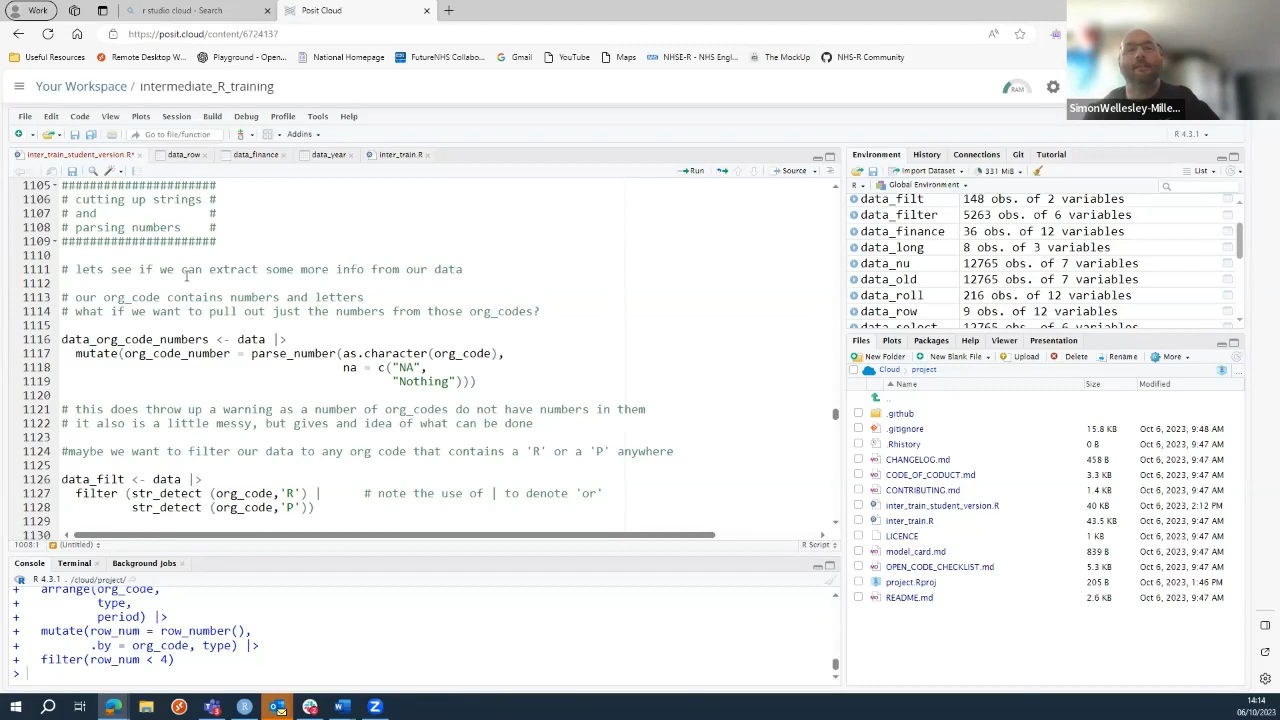 Work
r studio cloud - Search
Posit Cloud
https://posit.cloud/content/6724137
Useful Resources
Remote Desktop W...
Playground - Open...
National Homepage
FutureNHS Collabo...
Gmail
YouTube
Maps
NHSE-R - NHS Engl...
The MockUp
NHS-R Community
SimonWellesley-Mille...
Your Workspace / intermediate_R_training
RAM
File Edit Code View Plots Session Build Debug Profile Tools Help
Go to file/function
Addins
R 4.3.1
inter_train_student_version.R*
data_row
data_finance
data_year
inter_train.R
Run
Source
1105 ######################
1106 # cutting up strings #
1107 # and #
1108 # parsing numbers #
1109 ######################
1110
1111 # lets see if we can extract some more info from our data
1112
1113 # our org_code contains numbers and letters
1114 # what if we want to pull out just the numbers from those org_codes?
1115
1116 data_org_code_numbers <- data |>
1117 mutate(org_code_number = parse_number(as.character(org_code),
1118 na = c("NA",
1119 "Nothing")))
1120
1121 # this does throw up a warning as a number of org_codes do not have numbers in them
1122 # it also is a little messy, but gives and idea of what can be done
1123
1124 #maybe we want to filter our data to any org code that contains a 'R' or a 'P' anywhere
1125
1126 data_filt <- data |>
1127 filter (str_detect (org_code,'R') | # note the use of | to denote 'or'
1128 str_detect (org_code,'P'))
1129
1130
1008:1 (Untitled)
R Script
Console Terminal Background Jobs
R 4.3.1 . /cloud/project/
+ arrange(org_code,
+ type,
+ period) |>
+ mutate(row_num = row_number(),
+ .by = org_code, type) |>
+ filter(row_num < 4)
>
Environment History Connections Git Tutorial
Import Dataset
331 MiB
List
R
Global Environment
data_filt 148 obs. of 2 variables
data_filter 5263 obs. of 6 variables
data_finance 36 obs. of 12 variables
data_long 8 obs. of 3 variables
data_nu 12765 obs. of 7 variables
data_old 12765 obs. of 7 variables
data_roll 216 obs. of 12 variables
data_row 9 obs. of 12 variables
data_select 12765 obs. of 6 variables
Files Plots Packages Help Viewer Presentation
New Folder New Blank File Upload Delete Rename More
Cloud project
Name Size Modified
..
.github
.gitignore 15.8 KB Oct 6, 2023, 9:48 AM
.Rhistory 0 B Oct 6, 2023, 9:47 AM
CHANGELOG.md 458 B Oct 6, 2023, 9:47 AM
CODE_OF_CODUCT.md 3.3 KB Oct 6, 2023, 9:47 AM
CONTRIBUTING.md 1.4 KB Oct 6, 2023, 9:47 AM
inter_train_student_version.R 40 KB Oct 6, 2023, 2:12 PM
inter_train.R 43.5 KB Oct 6, 2023, 9:47 AM
LICENCE 1 KB Oct 6, 2023, 9:47 AM
model_card.md 839 B Oct 6, 2023, 9:47 AM
OPEN_CODE_CHECKLIST.md 5.3 KB Oct 6, 2023, 9:47 AM
project.Rproj 205 B Oct 6, 2023, 1:46 PM
README.md 2.6 KB Oct 6, 2023, 9:47 AM
14:14
06/10/2023